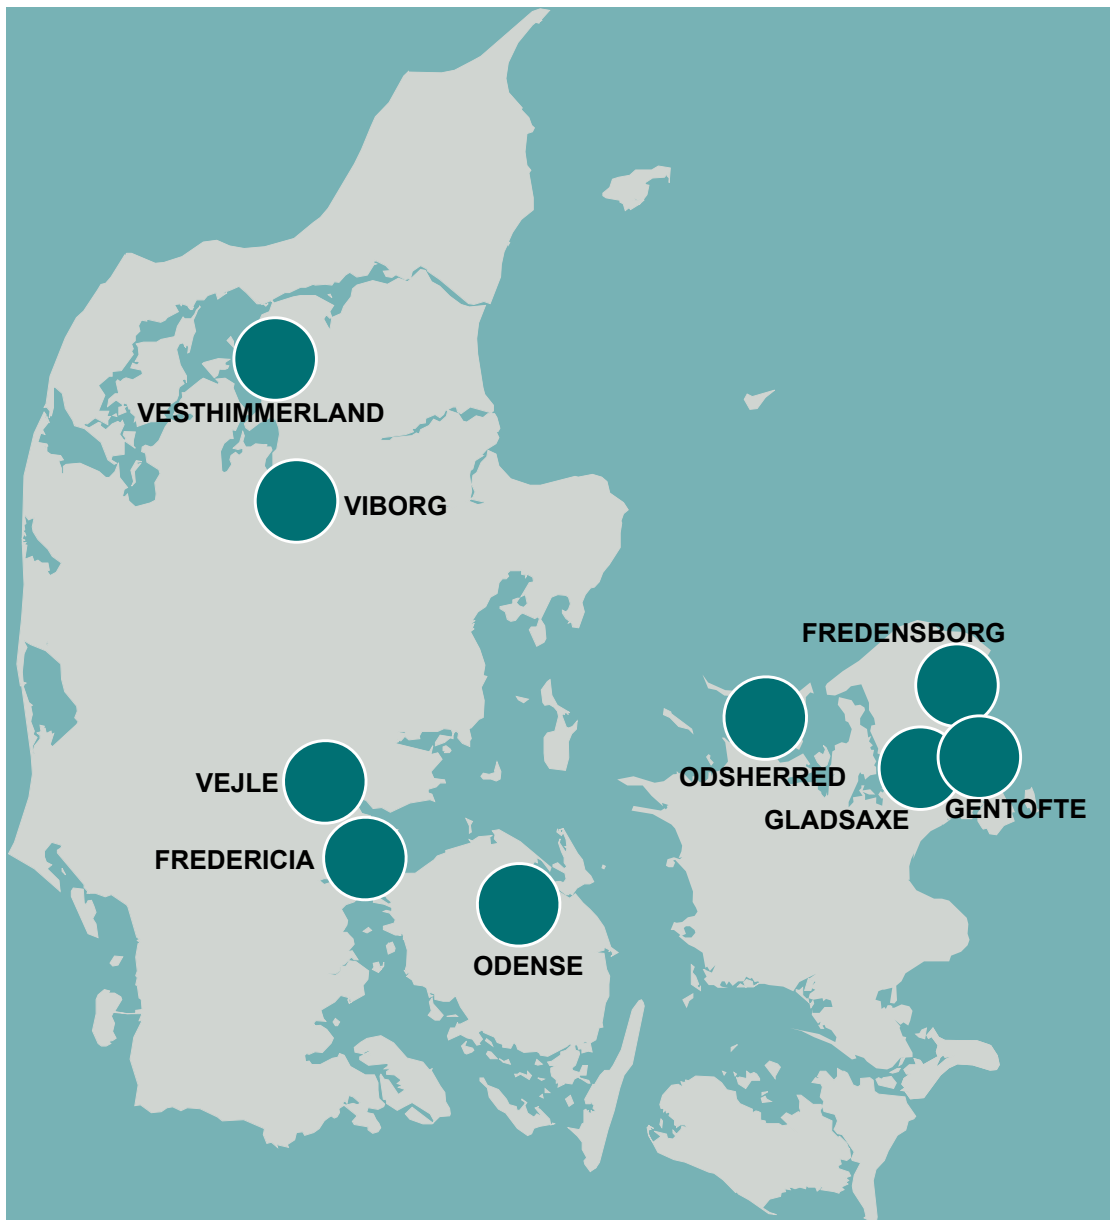 VESTHIMMERLAND
VIBORG
FREDENSBORG
VEJLE
ODSHERRED
GLADSAXE
GENTOFTE
FREDERICIA
ODENSE